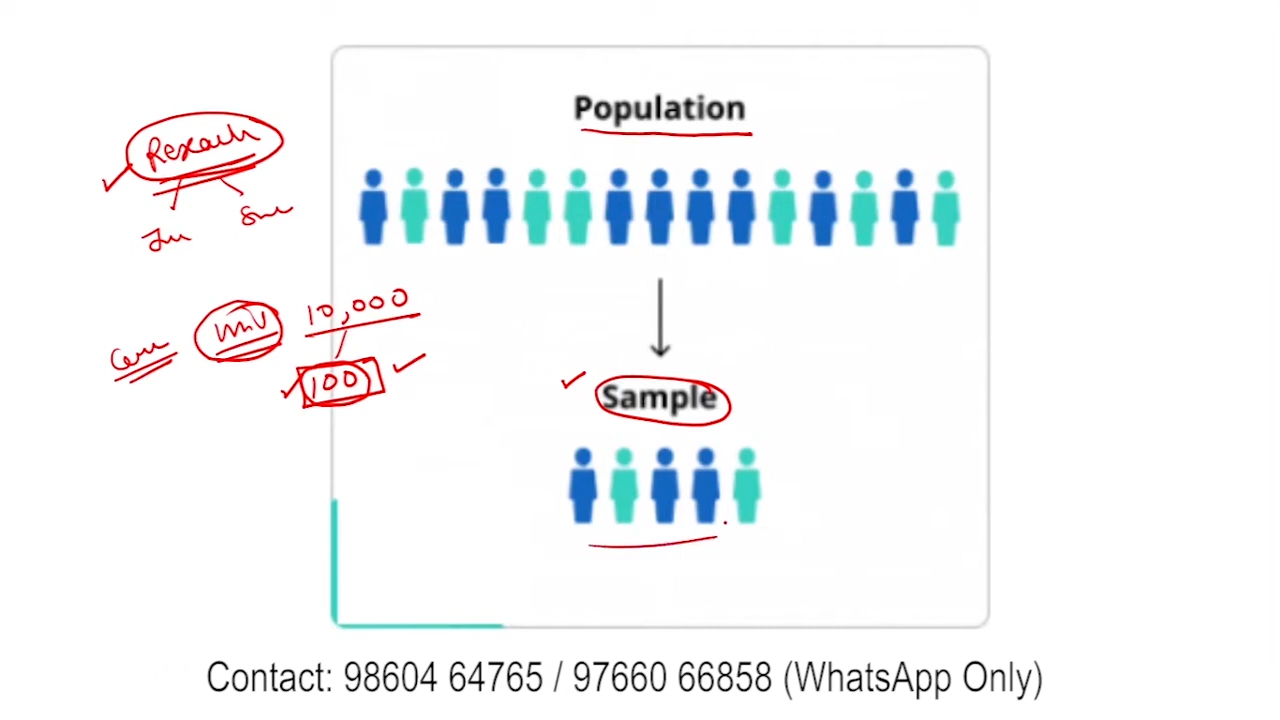 Population
Research
10,000
100
Sample
Contact: 98604 64765 / 97660 66858 (WhatsApp Only)